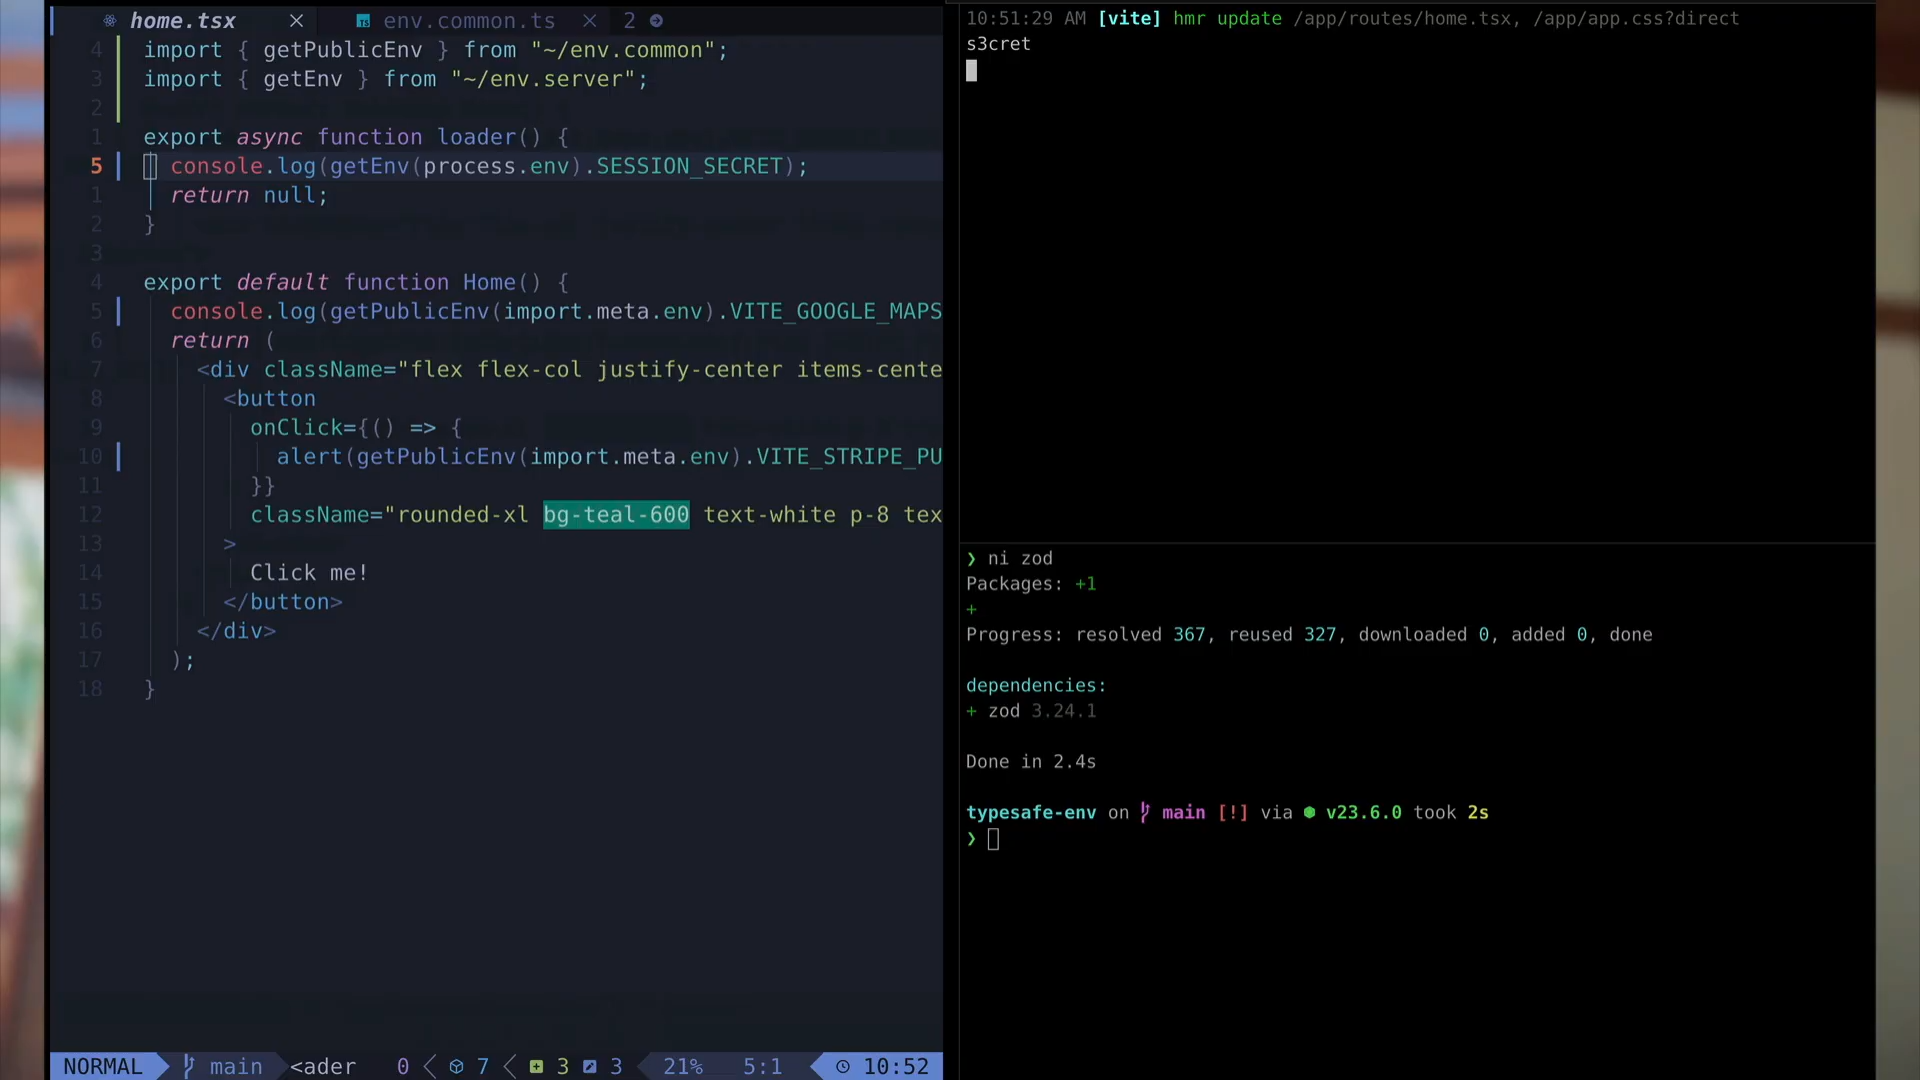 home.tsx × env.common.ts × 2
4 import { getPublicEnv } from "~/env.common";
3 import { getEnv } from "~/env.server";
2
1 export async function loader() {
5 console.log(getEnv(process.env).SESSION_SECRET);
1 return null;
2 }
3
4 export default function Home() {
5 console.log(getPublicEnv(import.meta.env).VITE_GOOGLE_MAPS
6 return (
7 <div className="flex flex-col justify-center items-cente
8 <button
9 onClick={() => {
10 alert(getPublicEnv(import.meta.env).VITE_STRIPE_PU
11 }}
12 className="rounded-xl bg-teal-600 text-white p-8 tex
13 >
14 Click me!
15 </button>
16 </div>
17 );
18 }
NORMAL main <ader 0 7 3 3 21% 5:1 10:52
10:51:29 AM [vite] hmr update /app/routes/home.tsx, /app/app.css?direct
s3cret
❯ ni zod
Packages: +1
+
Progress: resolved 367, reused 327, downloaded 0, added 0, done
dependencies:
+ zod 3.24.1
Done in 2.4s
typesafe-env on main [!] via v23.6.0 took 2s
❯